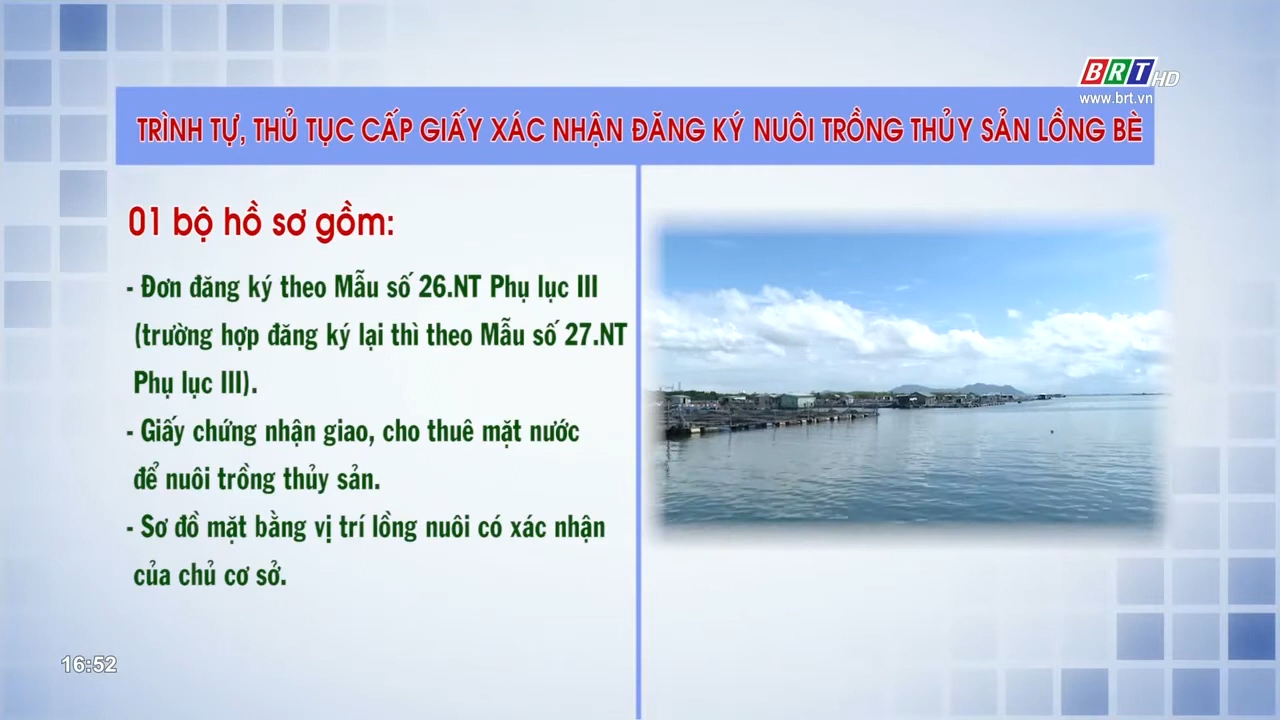 BRT HD
www.brt.vn
TRÌNH TỰ, THỦ TỤC CẤP GIẤY XÁC NHẬN ĐĂNG KÝ NUÔI TRỒNG THỦY SẢN LỒNG BÈ
01 bộ hồ sơ gồm:
- Đơn đăng ký theo Mẫu số 26.NT Phụ lục III
(trường hợp đăng ký lại thì theo Mẫu số 27.NT
Phụ lục III).
- Giấy chứng nhận giao, cho thuê mặt nước
để nuôi trồng thủy sản.
- Sơ đồ mặt bằng vị trí lồng nuôi có xác nhận
của chủ cơ sở.
16:52